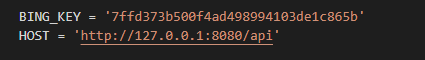 BING_KEY = '7ffd373b500f4ad498994103de1c865b'
HOST = 'http://127.0.0.1:8080/api'